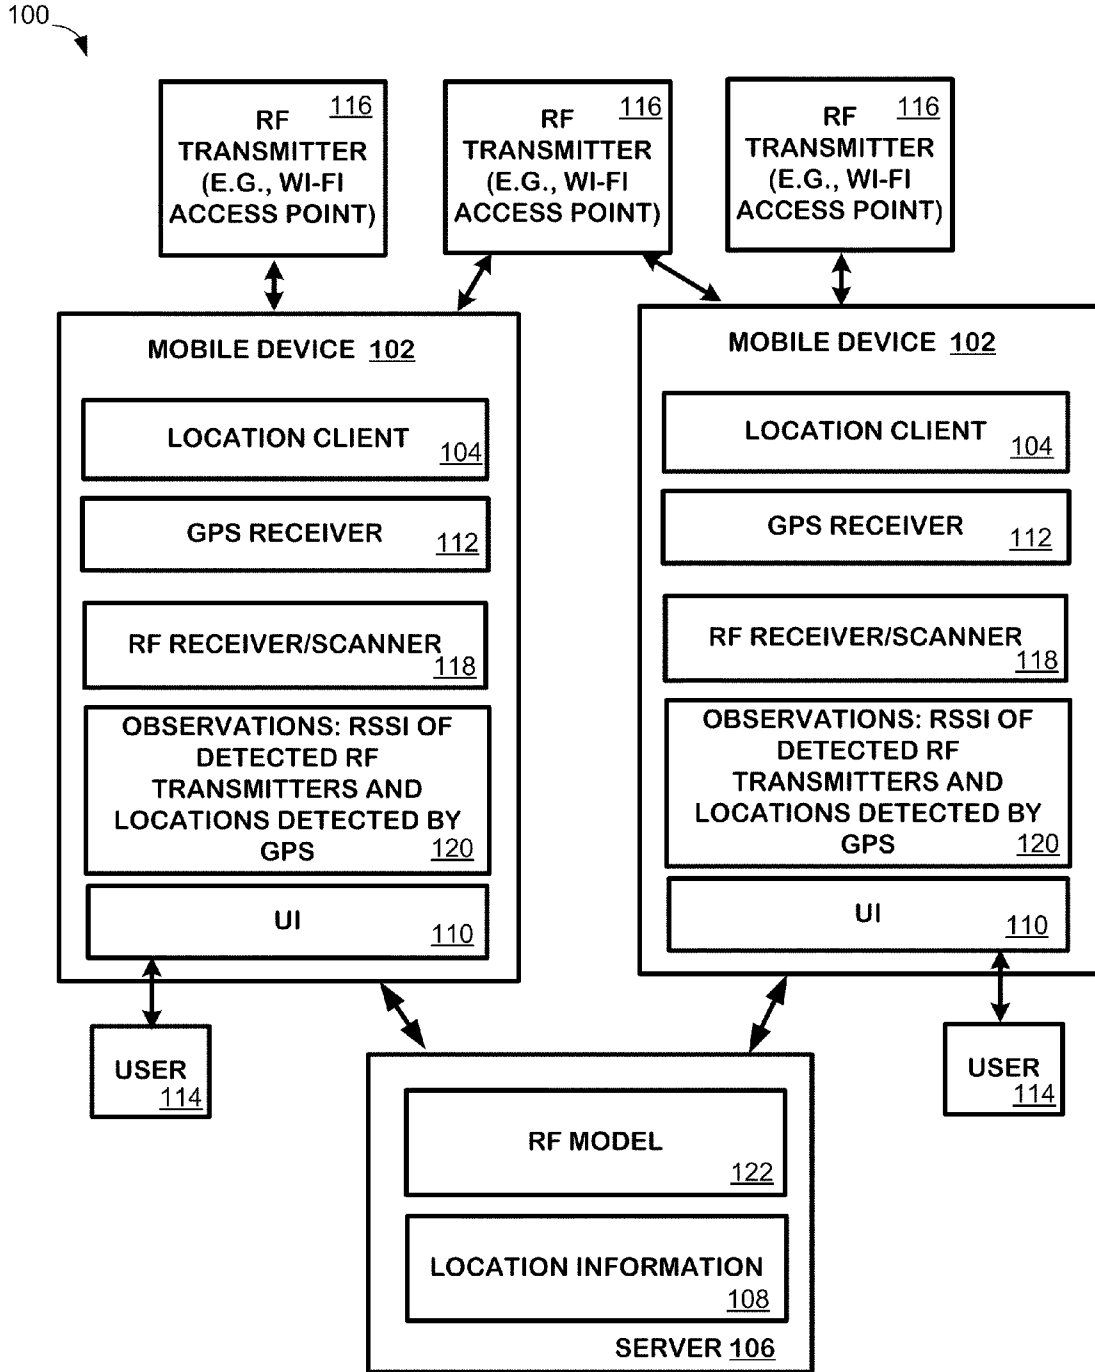 100
116
RF
TRANSMITTER
(E.G., WI-FI
ACCESS POINT)
116
RF
TRANSMITTER
(E.G., WI-FI
ACCESS POINT)
116
RF
TRANSMITTER
(E.G., WI-FI
ACCESS POINT)
MOBILE DEVICE 102
LOCATION CLIENT
104
GPS RECEIVER
112
RF RECEIVER/SCANNER
118
OBSERVATIONS: RSSI OF
DETECTED RF
TRANSMITTERS AND
LOCATIONS DETECTED BY
GPS
120
UI
110
USER
114
MOBILE DEVICE 102
LOCATION CLIENT
104
GPS RECEIVER
112
RF RECEIVER/SCANNER
118
OBSERVATIONS: RSSI OF
DETECTED RF
TRANSMITTERS AND
LOCATIONS DETECTED BY
GPS
120
UI
110
USER
114
RF MODEL
122
LOCATION INFORMATION
108
SERVER 106